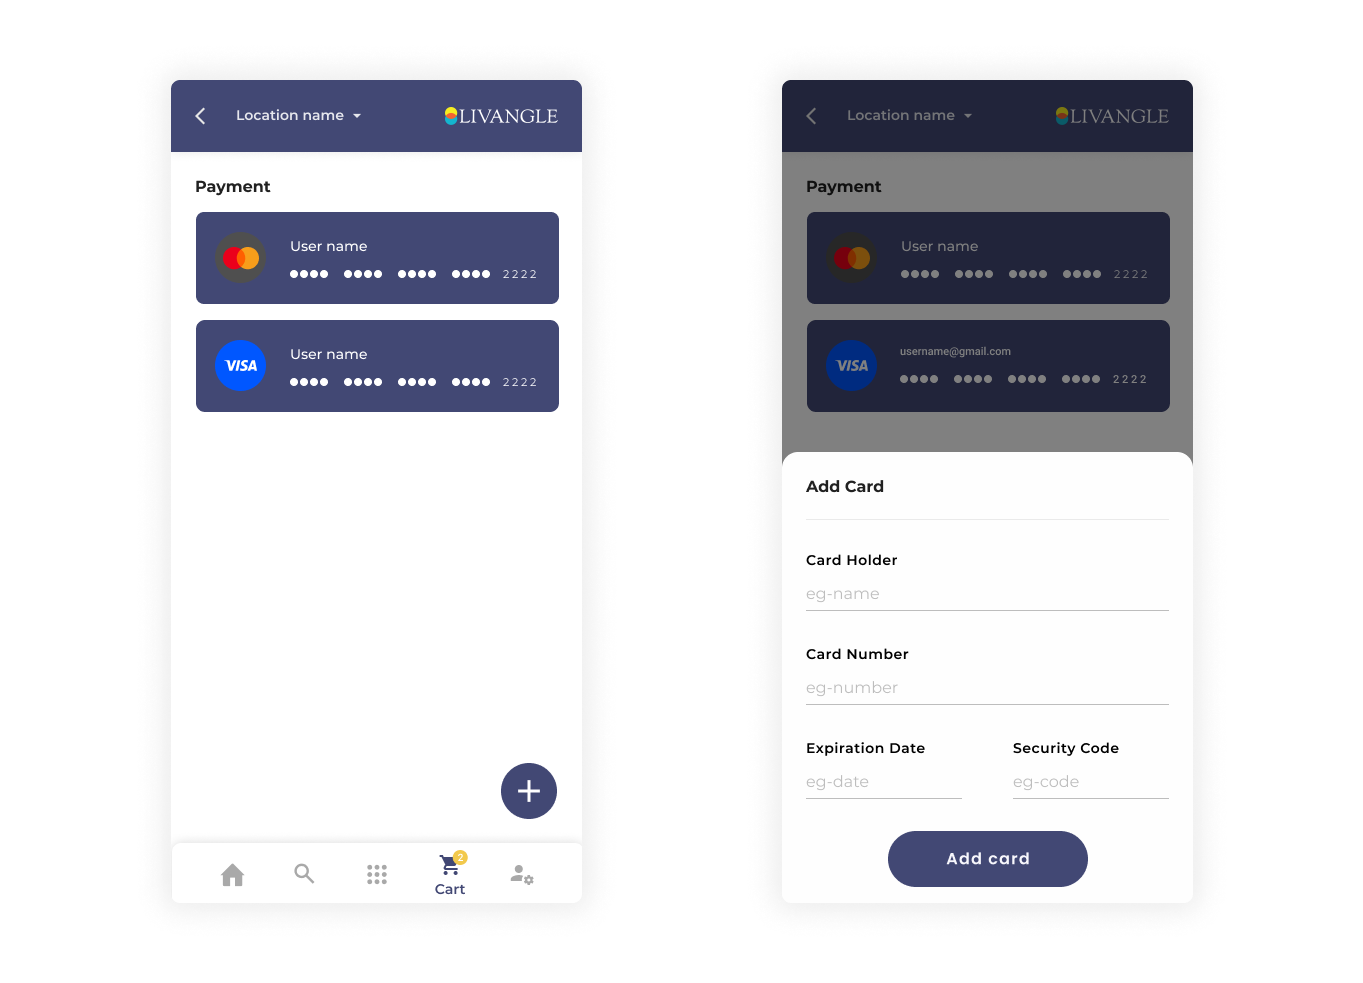 Location name
LIVANGLE
Payment
User name
2222
VISA
User name
2222
2
Cart
Location name
LIVANGLE
Payment
User name
2222
VISA
username@gmail.com
2222
Add Card
Card Holder
eg-name
Card Number
eg-number
Expiration Date
Security Code
eg-date
eg-code
Add card